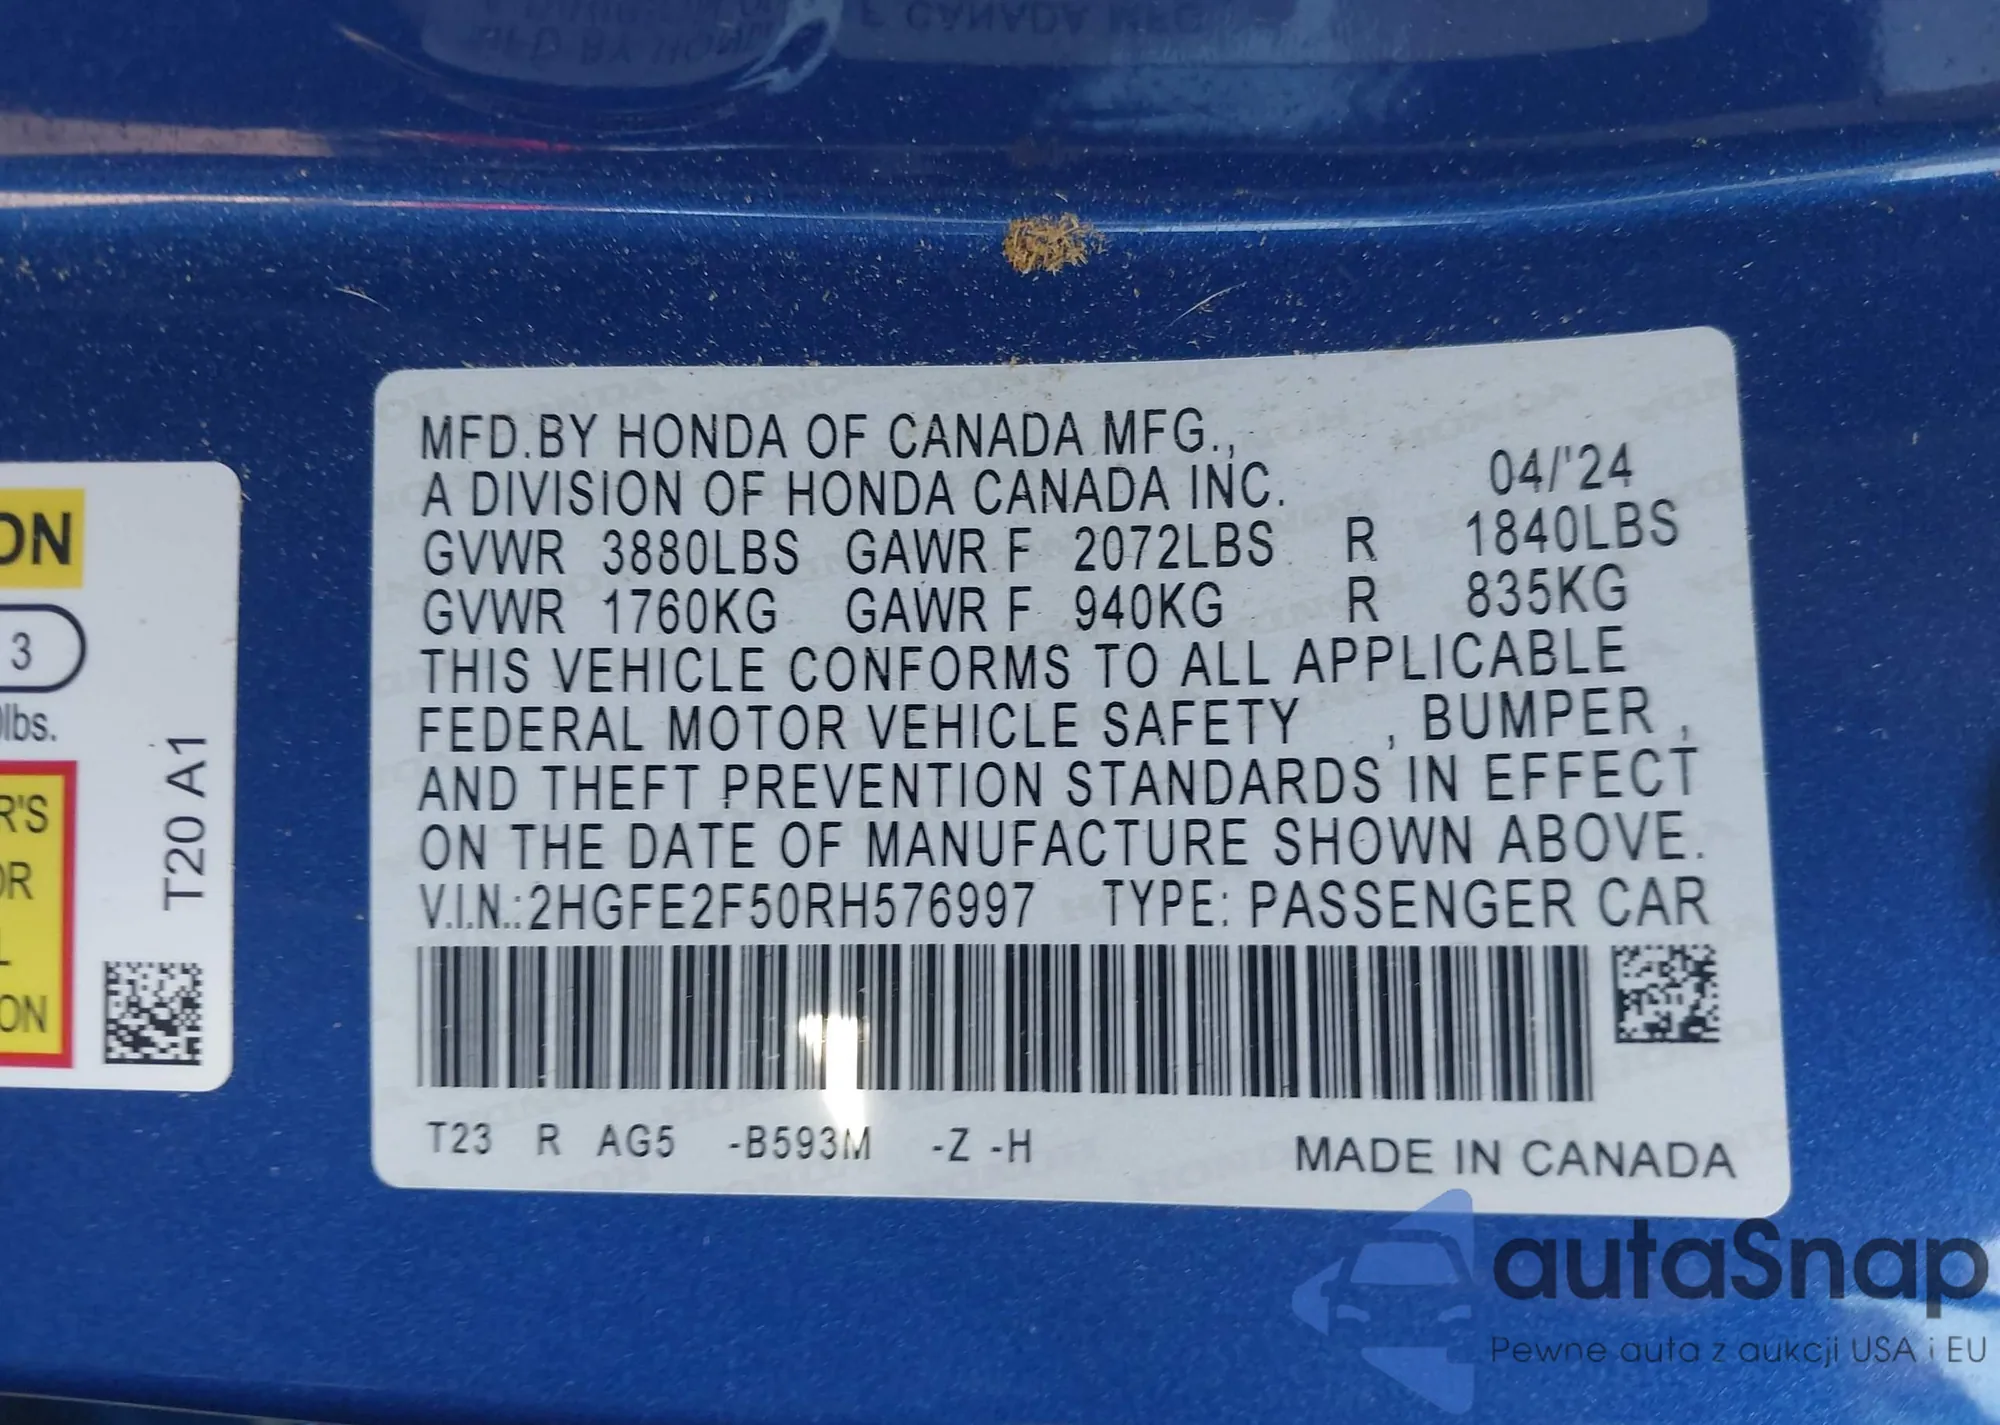 MFD.BY HONDA OF CANADA MFG.,
A DIVISION OF HONDA CANADA INC. 04/'24
GVWR 3880LBS GAWR F 2072LBS R 1840LBS
GVWR 1760KG GAWR F 940KG R 835KG
THIS VEHICLE CONFORMS TO ALL APPLICABLE
FEDERAL MOTOR VEHICLE SAFETY , BUMPER ,
AND THEFT PREVENTION STANDARDS IN EFFECT
ON THE DATE OF MANUFACTURE SHOWN ABOVE.
V.I.N.:2HGFE2F50RH576997 TYPE: PASSENGER CAR
T23 R AG5 -B593M -Z -H MADE IN CANADA
3
lbs.
T20 A1
autaSnap
Pewne auta z aukcji USA i EU